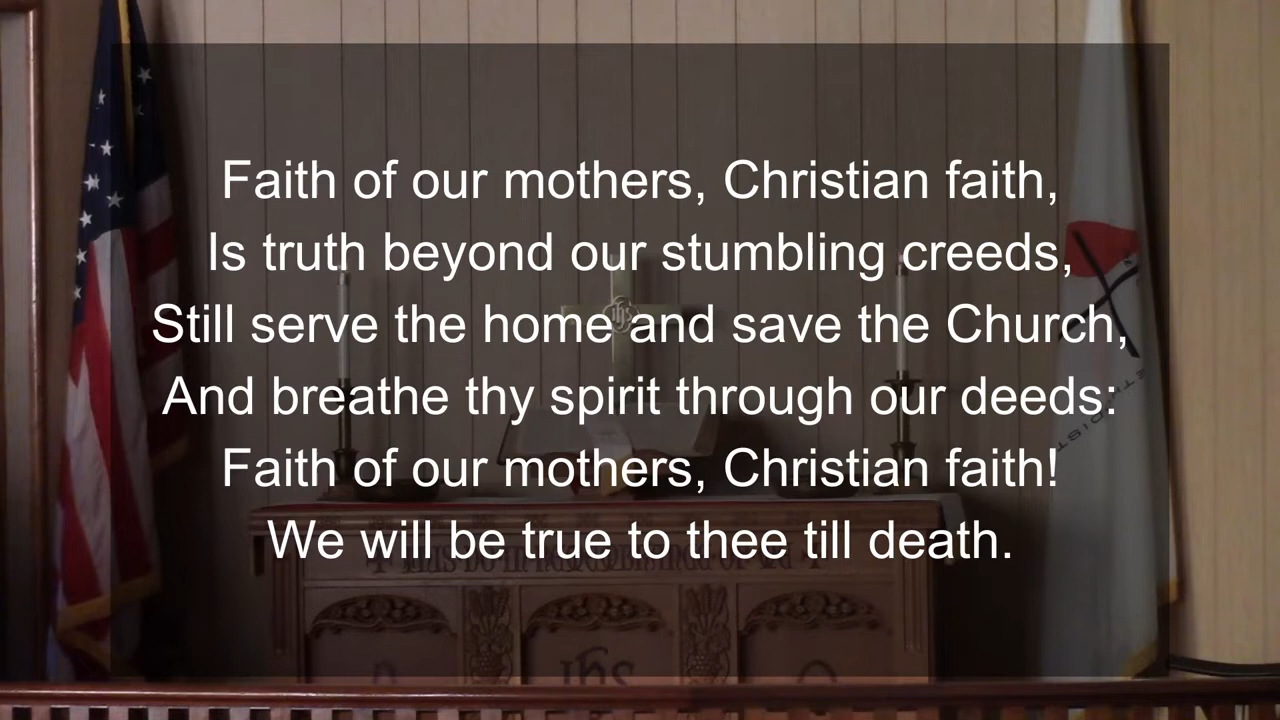 Faith of our mothers, Christian faith,
Is truth beyond our stumbling creeds,
Still serve the home and save the Church,
And breathe thy spirit through our deeds:
Faith of our mothers, Christian faith!
We will be true to thee till death.
IhS